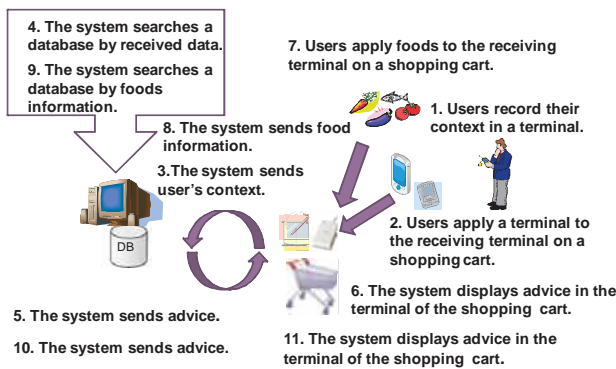 4. The system searches a
database by received data.
9. The system searches a
database by foods
information.
7. Users apply foods to the receiving
terminal on a shopping cart.
1. Users record their
context in a terminal.
8. The system sends food
information.
3.The system sends
user's context.
DB
2. Users apply a terminal to
the receiving terminal on a
shopping cart.
6. The system displays advice in the
terminal of the shopping cart.
5. The system sends advice.
10. The system sends advice.
11. The system displays advice in the
terminal of the shopping cart.